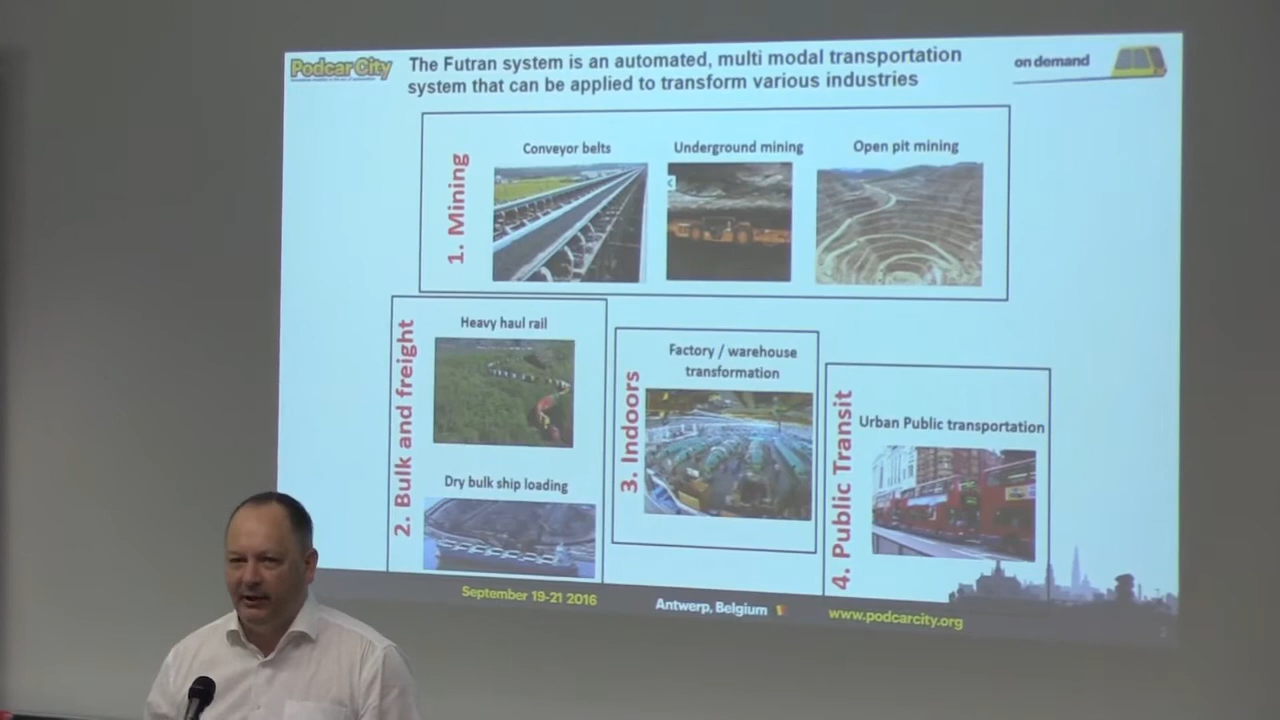 Podcar City
The Futran system is an automated, multi modal transportation
system that can be applied to transform various industries
on demand
1. Mining
Conveyor belts
Underground mining
Open pit mining
2. Bulk and freight
Heavy haul rail
Dry bulk ship loading
3. Indoors
Factory / warehouse
transformation
4. Public Transit
Urban Public transportation
September 19-21 2016
Antwerp, Belgium
www.podcarcity.org